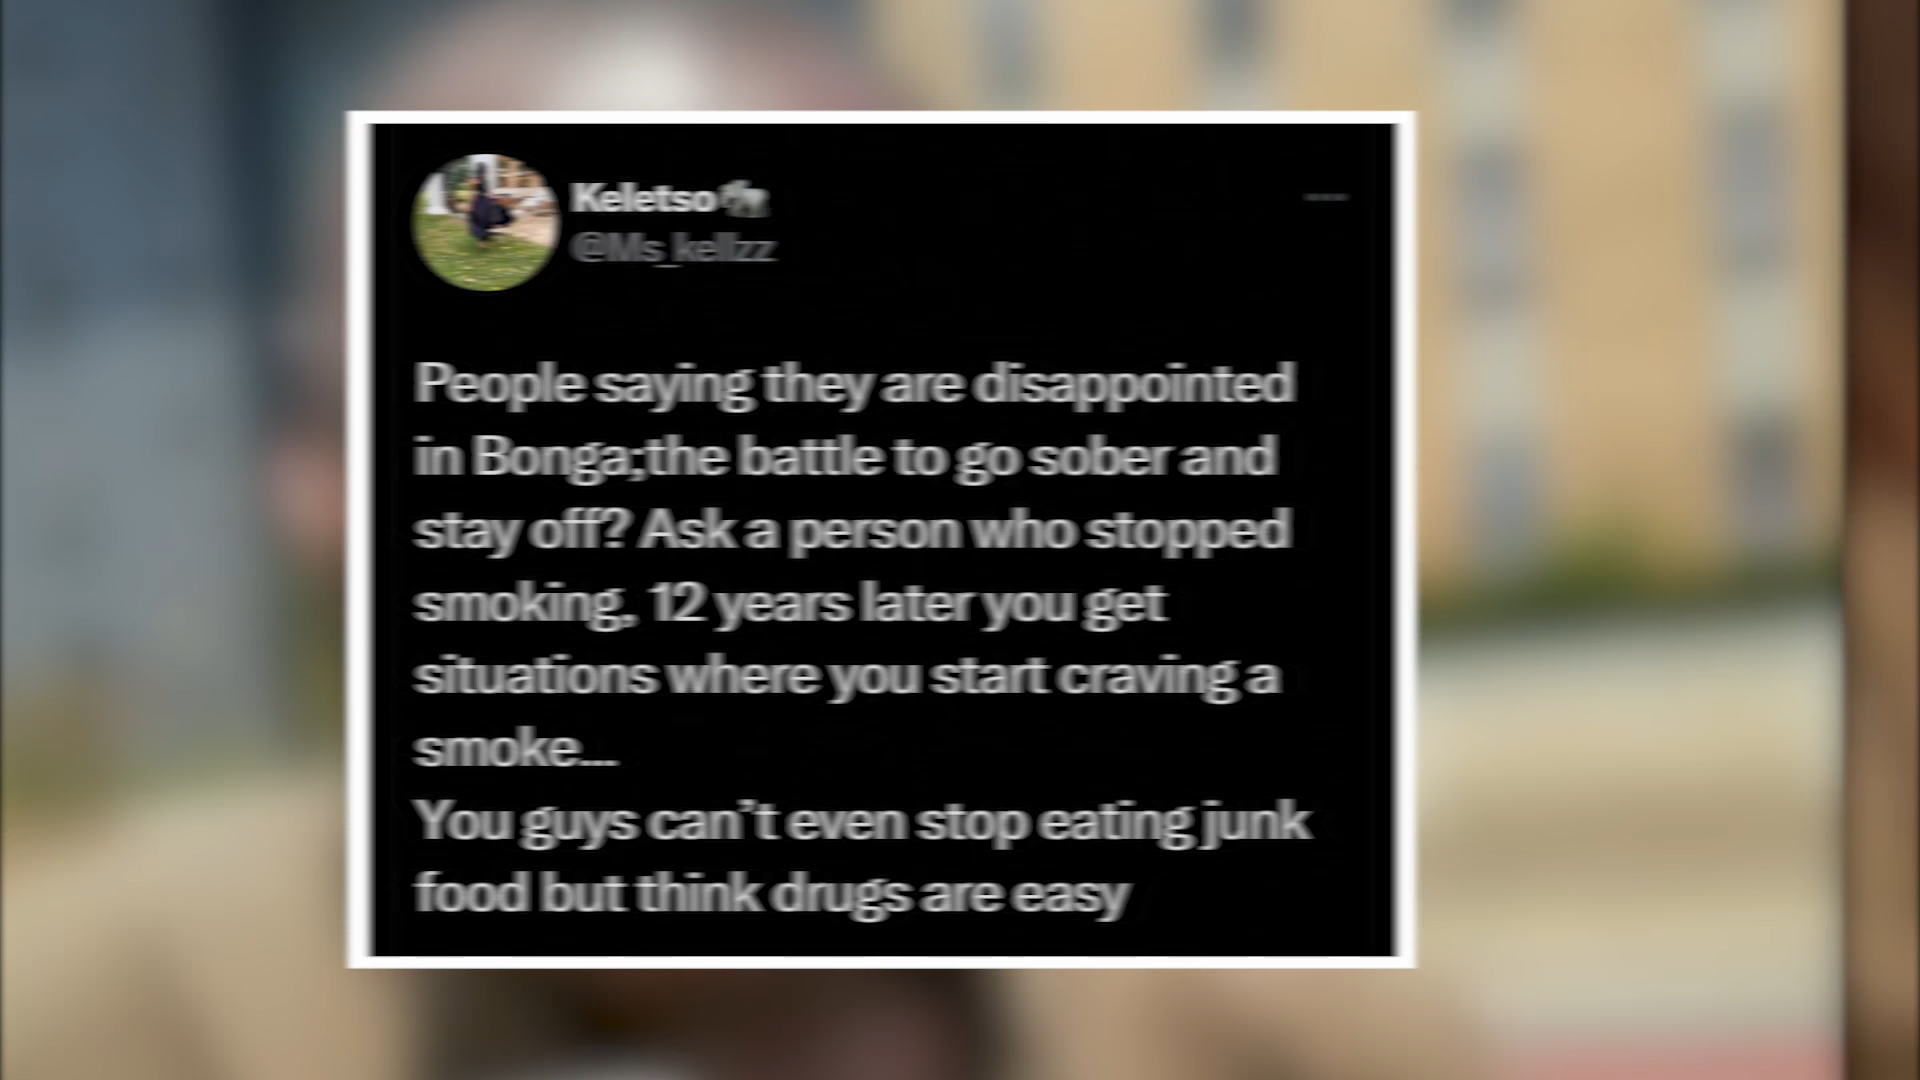 Keletso
@Ms_kellzz
People saying they are disappointed
in Bonga;the battle to go sober and
stay off? Ask a person who stopped
smoking, 12 years later you get
situations where you start craving a
smoke...
You guys can't even stop eating junk
food but think drugs are easy